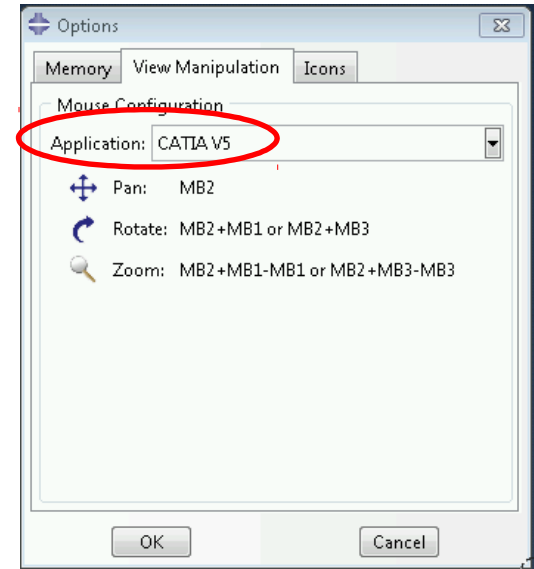 Options
Memory View Manipulation Icons
Mouse Configuration
Application: CATIA V5
Pan: MB2
Rotate: MB2+MB1 or MB2+MB3
Zoom: MB2+MB1-MB1 or MB2+MB3-MB3
OK Cancel